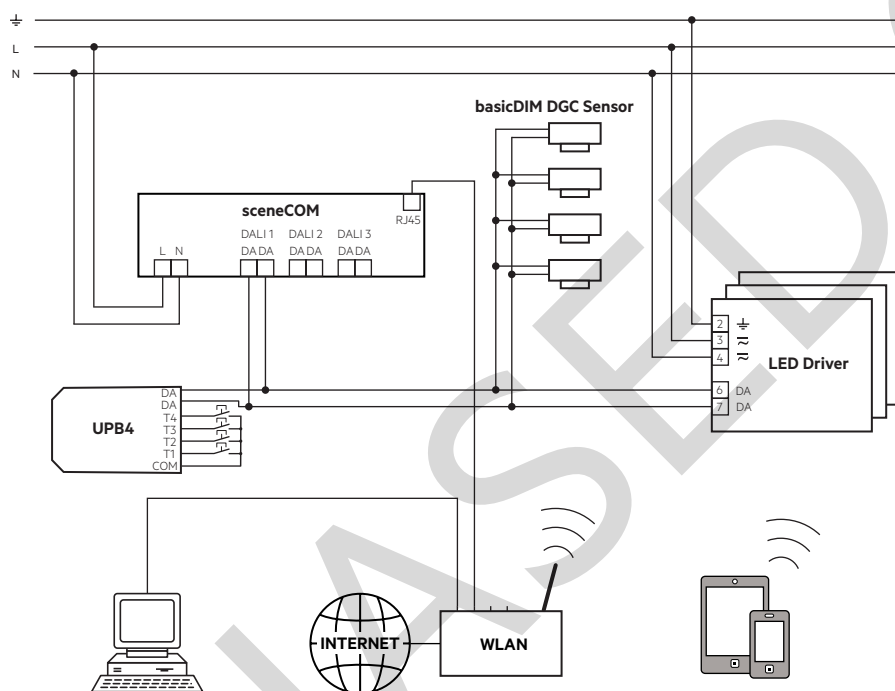 L
N
basicDIM DGC Sensor
sceneCOM
RJ45
DALI 1 DALI 2 DALI 3
L N DA DA DA DA DA DA
2
3
4
LED Driver
6 DA
7 DA
UPB4
DA
DA
T4
T3
T2
T1
COM
INTERNET
WLAN
ASED